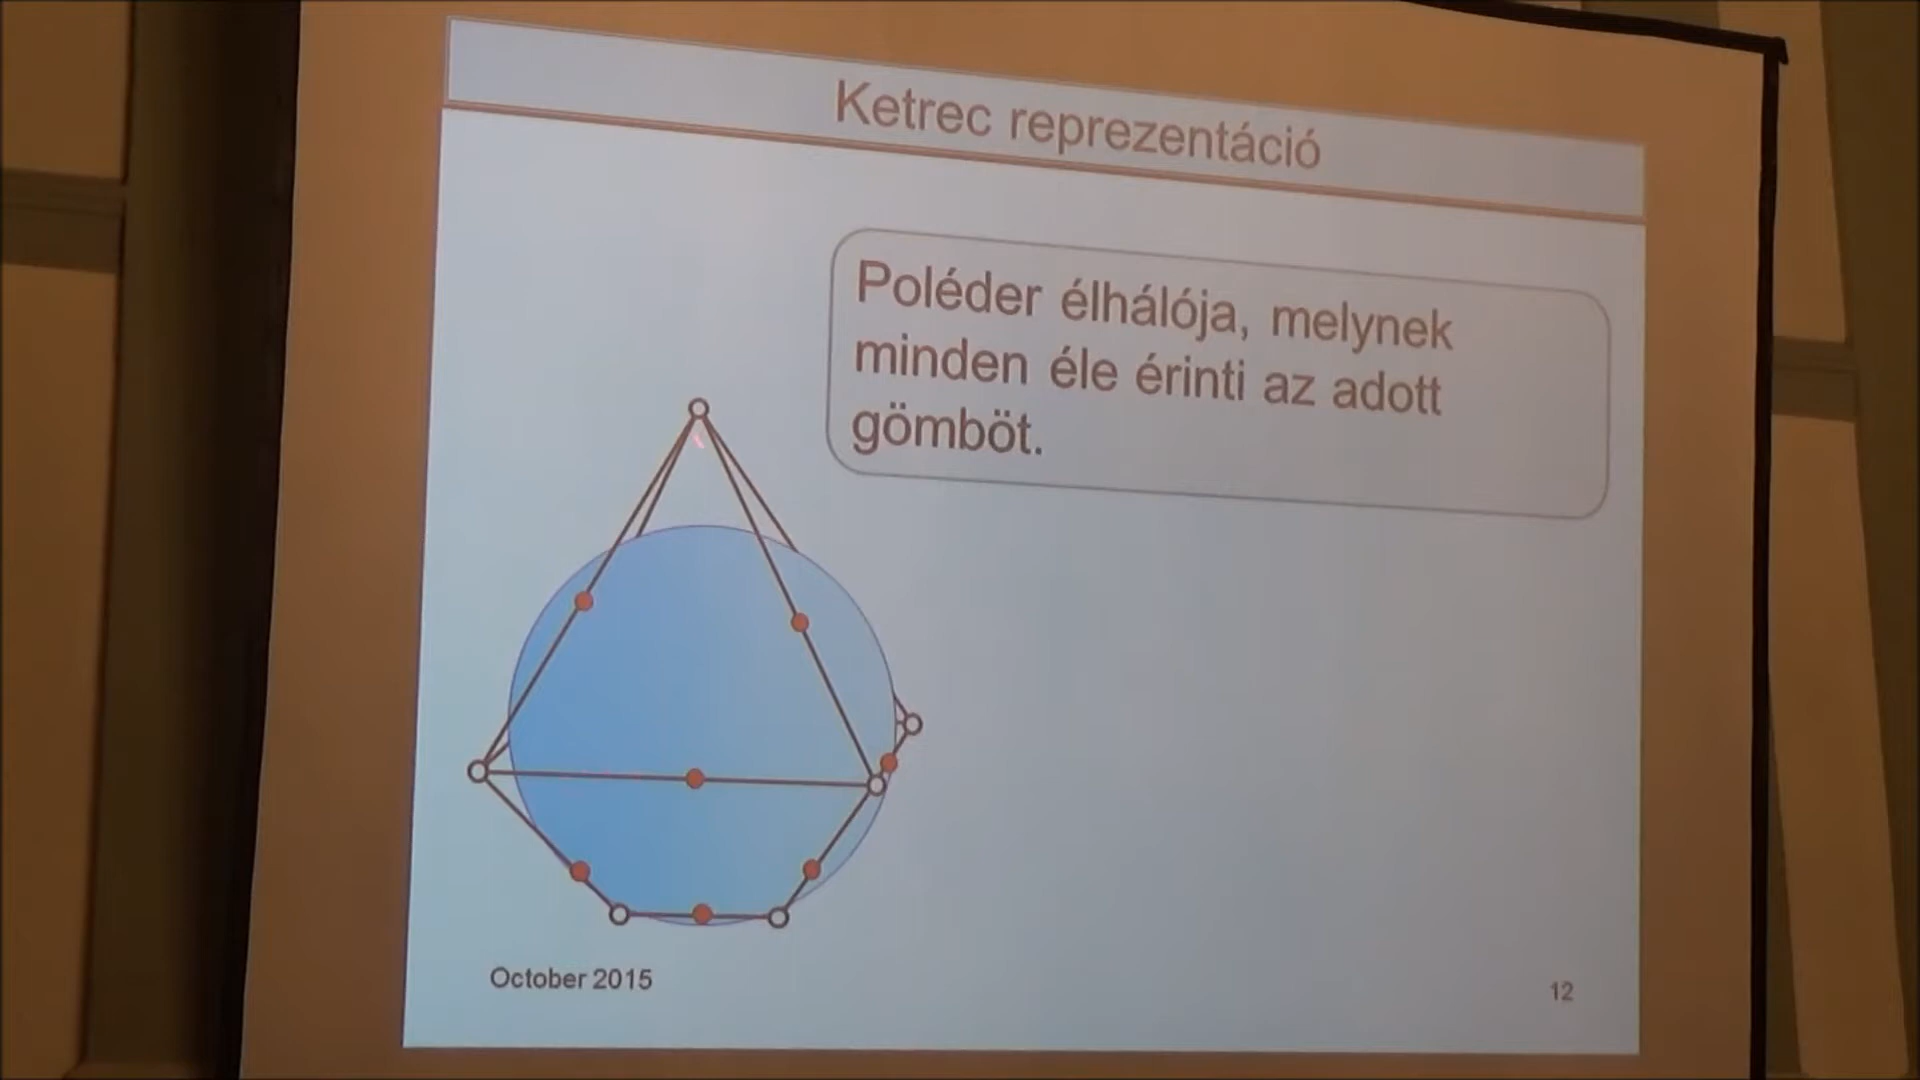 Ketrec reprezentáció
Poléder élhálója, melynek
minden éle érinti az adott
gömböt.
October 2015
12